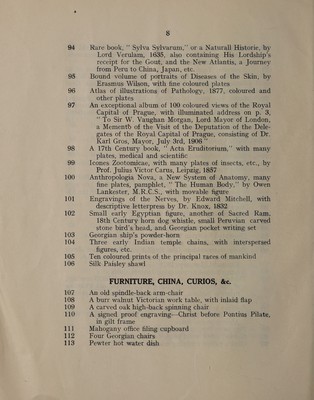 8
94 Rare book, "Sylva Sylvarum," or a Naturall Historie, by
Lord Verulam, 1635, also containing His Lordship's
receipt for the Gout, and the New Atlantis, a Journey
from Peru to China, Japan, etc.
95 Bound volume of portraits of Diseases of the Skin, by
Erasmus Wilson, with fine coloured plates
96 Atlas of illustrations of Pathology, 1877, coloured and
other plates
97 An exceptional album of 100 coloured views of the Royal
Capital of Prague, with illuminated address on p. 3,
"To Sir W. Vaughan Morgan, Lord Mayor of London,
a Mementh of the Visit of the Deputation of the Dele-
gates of the Royal Capital of Prague, consisting of Dr.
Karl Gros, Mayor, July 3rd, 1906"
98 A 17th Century book, "Acta Eruditorium," with many
plates, medical and scientific
99 Icones Zootomicae, with many plates of insects, etc., by
Prof. Julius Victor Carus, Leipzig, 1857
100 Anthropologia Nova, a New System of Anatomy, many
fine plates, pamphlet, "The Human Body," by Owen
Lankester, M.R.C.S., with movable figure
101 Engravings of the Nerves, by Edward Mitchell, with
descriptive letterpress by Dr. Knox, 1832
102 Small early Egyptian figure, another of Sacred Ram,
18th Century horn dog whistle, small Peruvian carved
stone bird's head, and Georgian pocket writing set
103 Georgian ship's powder-horn
104 Three early Indian temple chains, with interspersed
figures, etc.
105 Ten coloured prints of the principal races of mankind
106 Silk Paisley shawl
FURNITURE, CHINA, CURIOS, &c.
107 An old spindle-back arm-chair
108 A burr walnut Victorian work table, with inlaid flap
109 A carved oak high-back spinning chair
110 A signed proof engraving—Christ before Pontius Pilate,
in gilt frame
111 Mahogany office filing cupboard
112 Four Georgian chairs
113 Pewter hot water dish